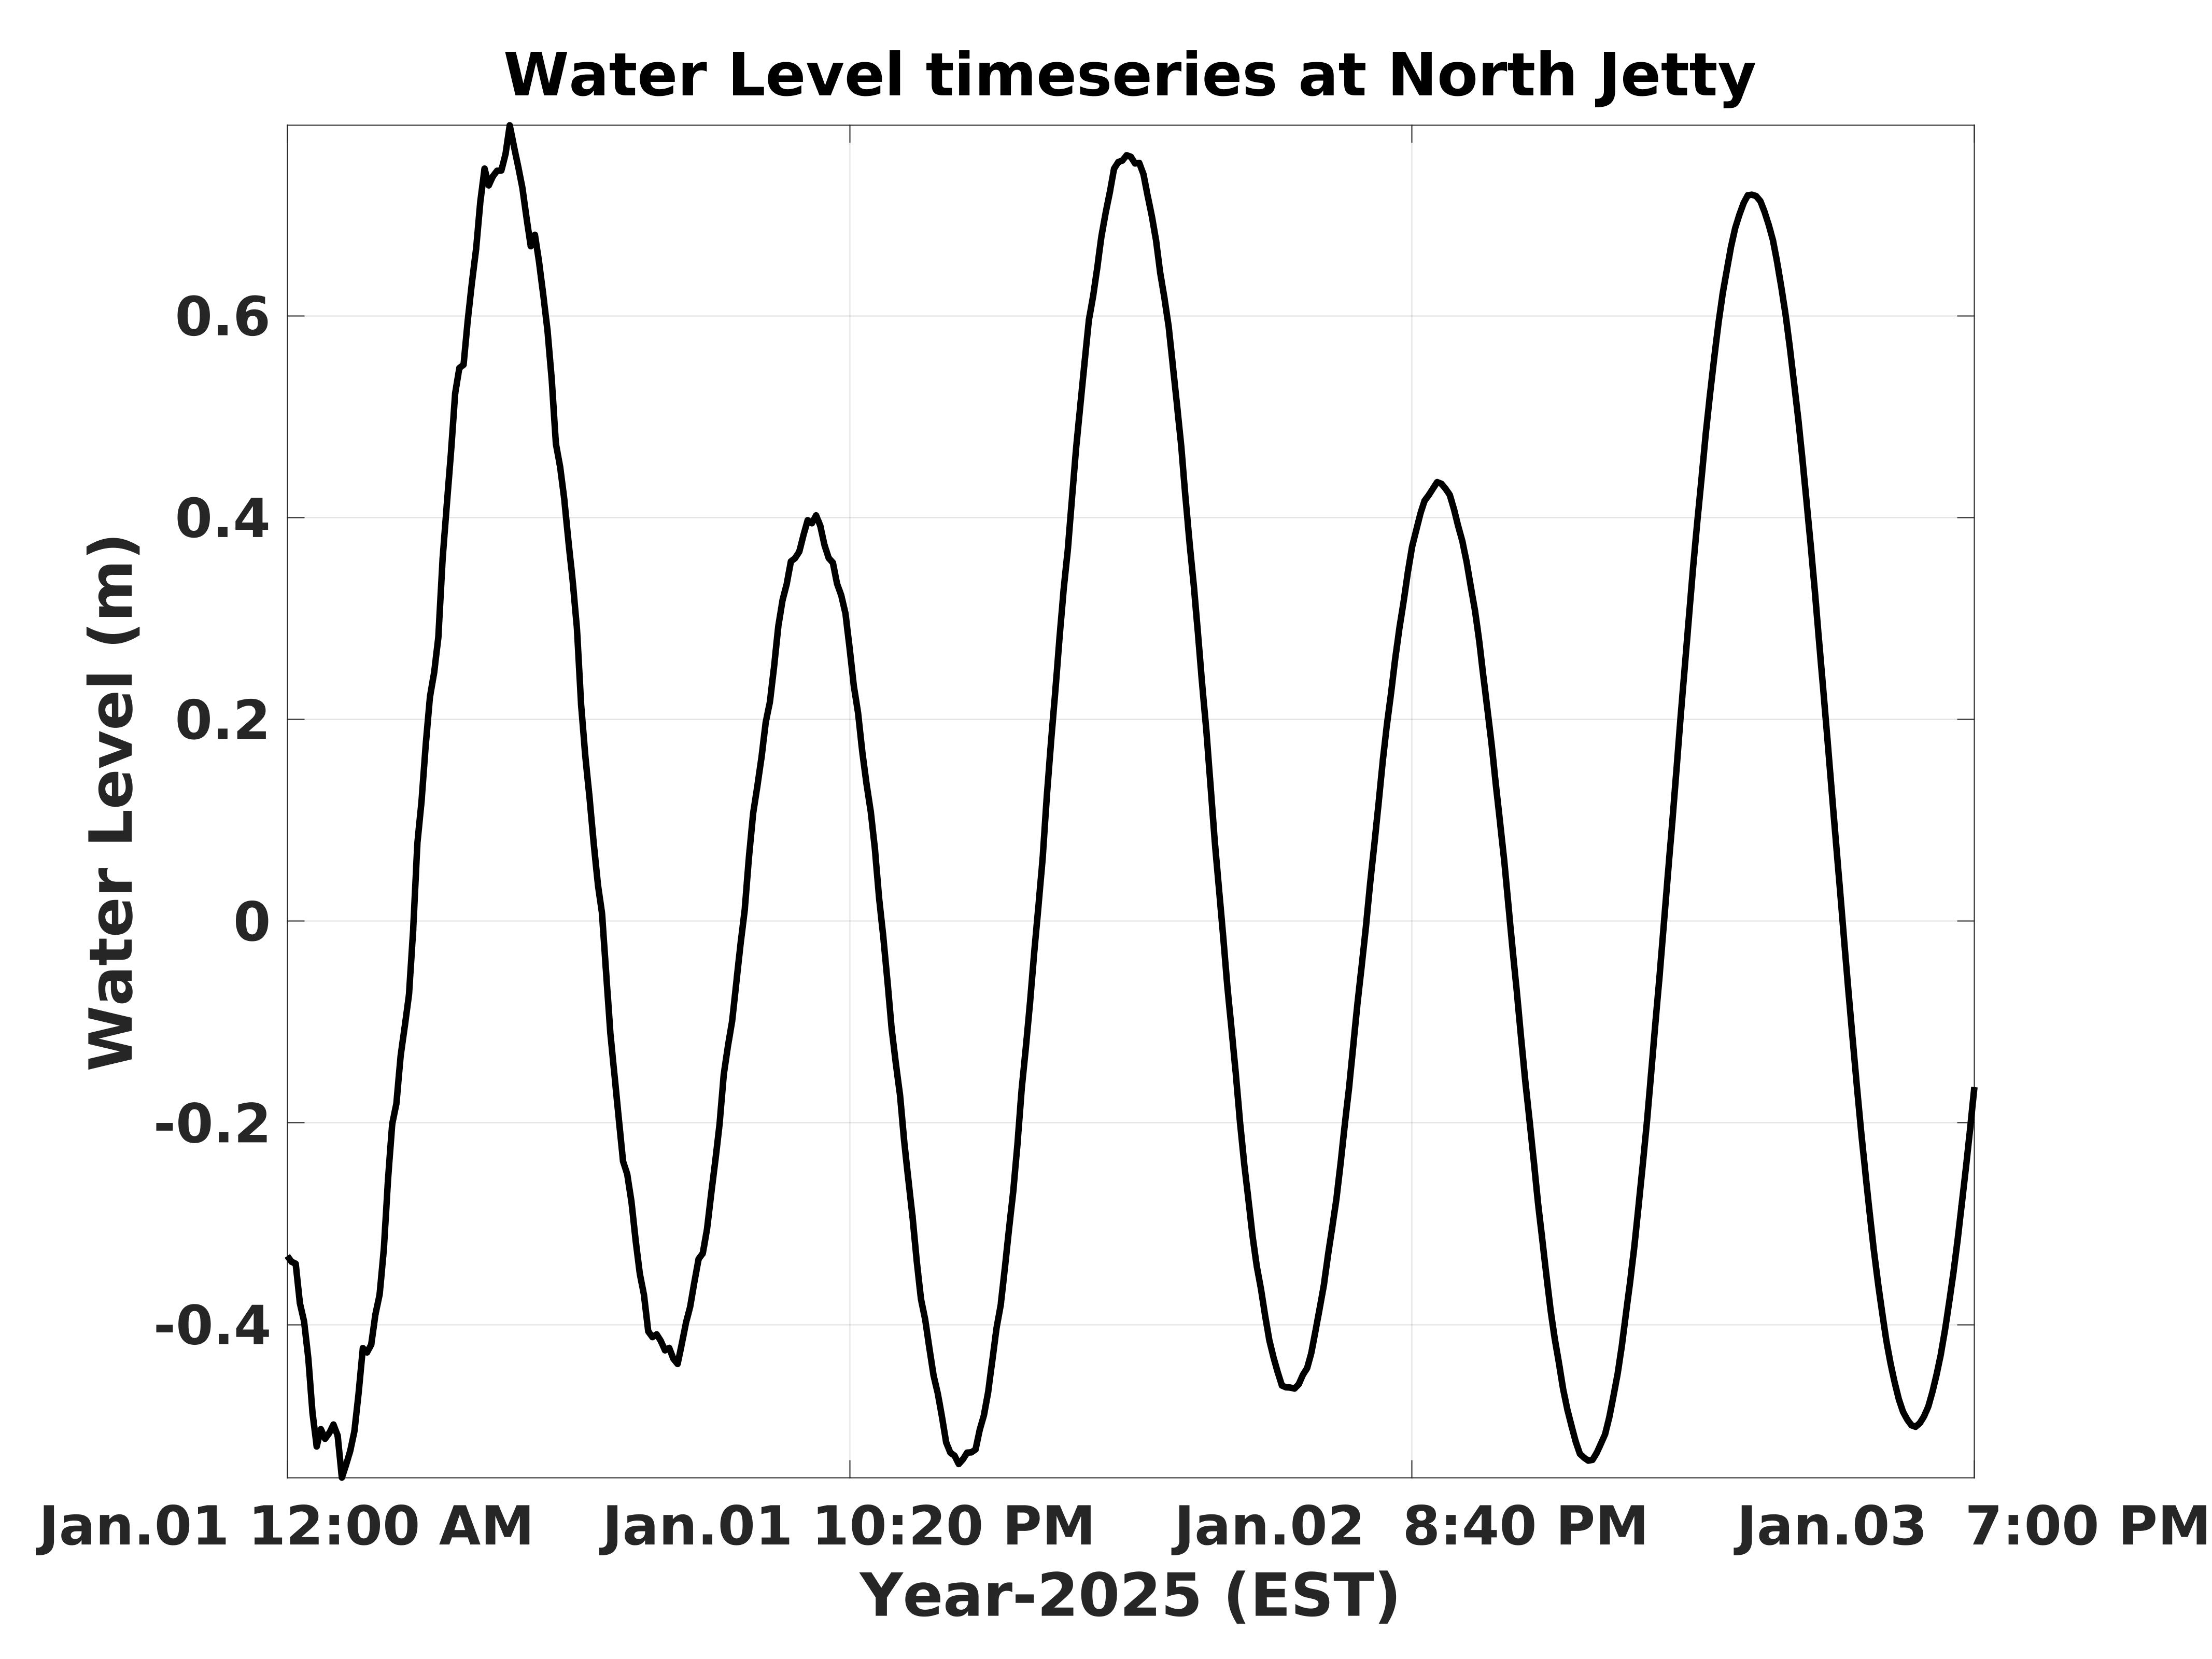 Water Level timeseries at North Jetty
Water Level (m)
0.6
0.4
0.2
0
-0.2
-0.4
Jan.01 12:00 AM Jan.01 10:20 PM Jan.02 8:40 PM Jan.03 7:00 PM
Year-2025 (EST)